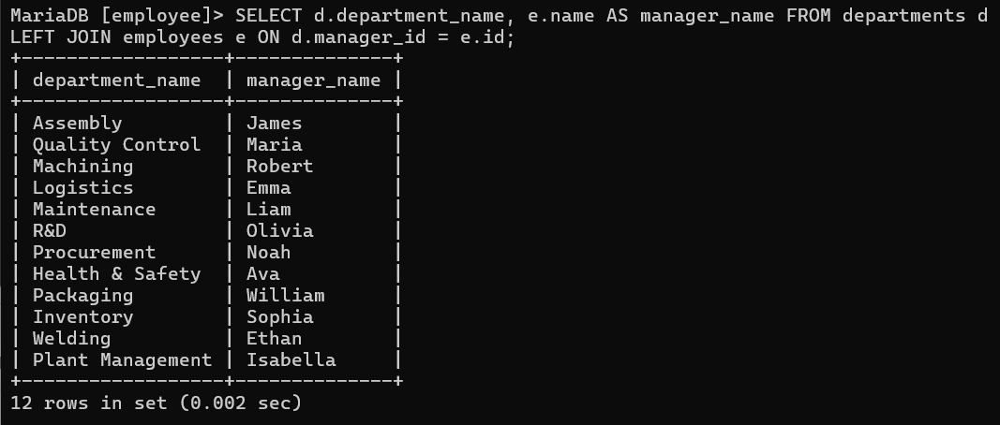 MariaDB [employee]> SELECT d.department_name, e.name AS manager_name FROM departments d
LEFT JOIN employees e ON d.manager_id = e.id;
+------------------+--------------+
| department_name  | manager_name |
+------------------+--------------+
| Assembly         | James        |
| Quality Control  | Maria        |
| Machining        | Robert       |
| Logistics        | Emma         |
| Maintenance      | Liam         |
| R&D              | Olivia       |
| Procurement      | Noah         |
| Health & Safety  | Ava          |
| Packaging        | William      |
| Inventory        | Sophia       |
| Welding          | Ethan        |
| Plant Management | Isabella     |
+------------------+--------------+
12 rows in set (0.002 sec)